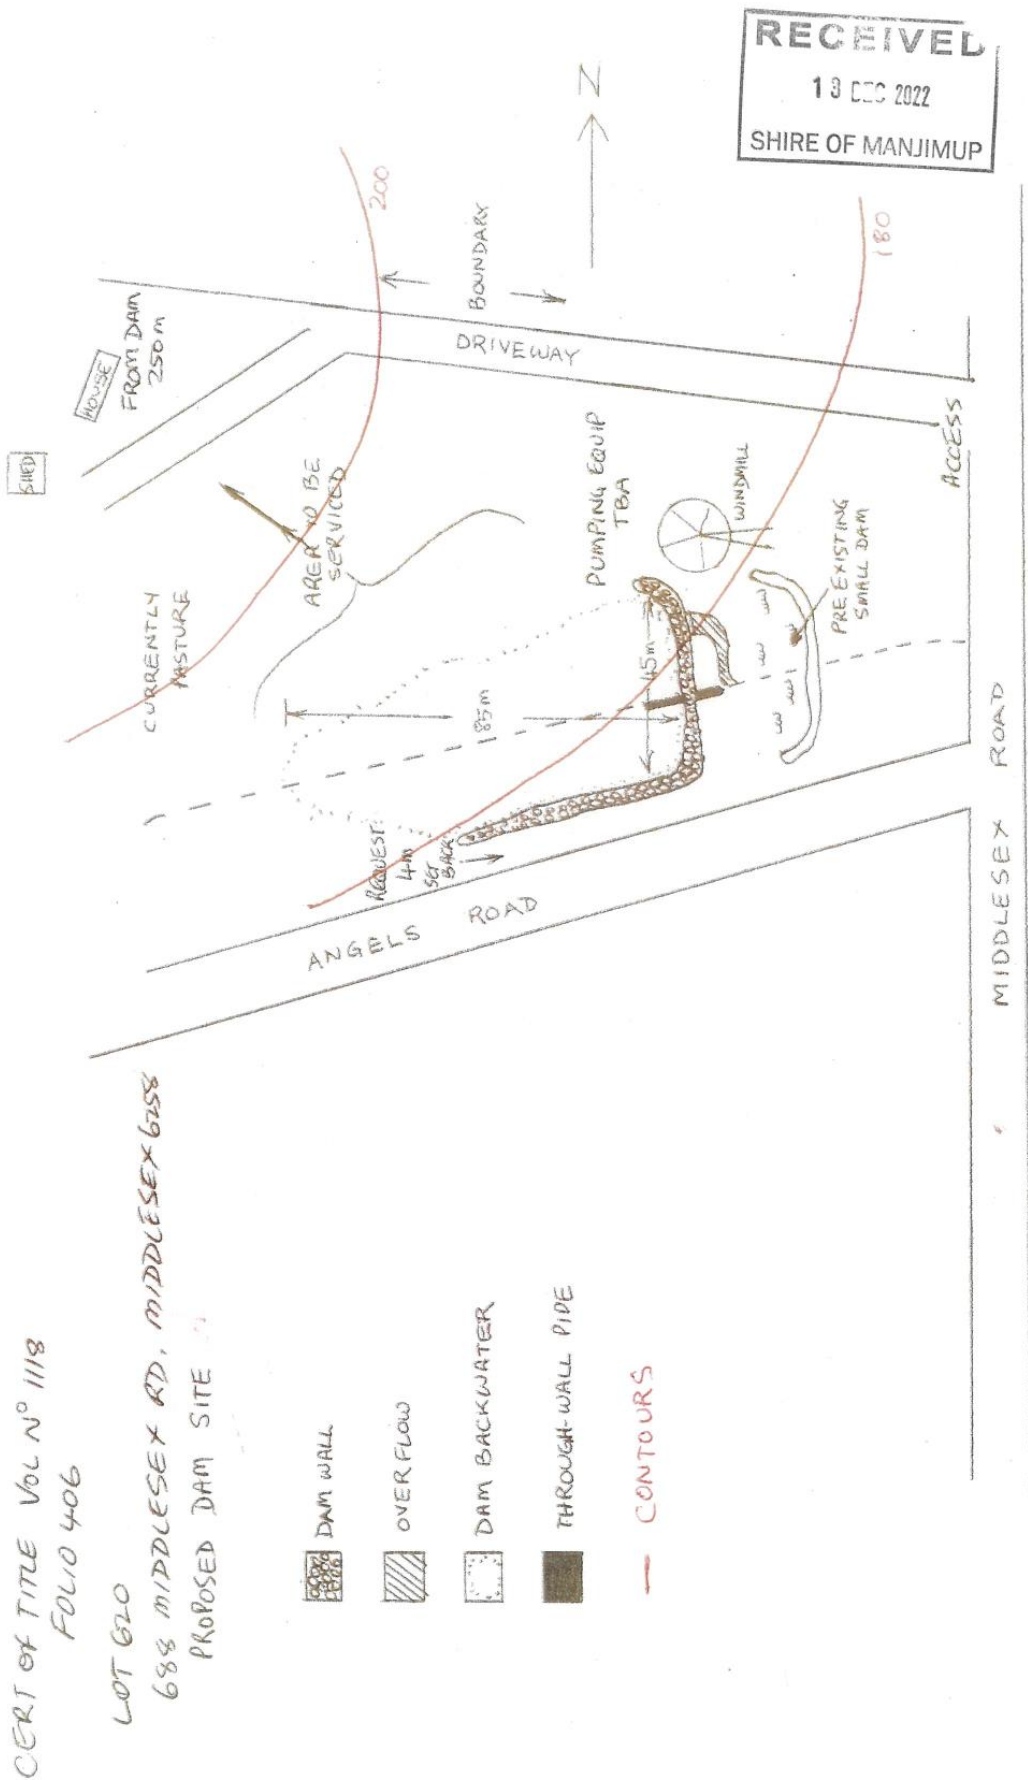 CERT OF TITLE VOL Nº 1118
FOLIO 406
LOT 620
688 MIDDLESEX RD, MIDDLESEX 6258
PROPOSED DAM SITE
DAM WALL
OVERFLOW
DAM BACKWATER
THROUGH-WALL PIPE
CONTOURS
SHED
HOUSE
FROM DAM
250m
CURRENTLY
PASTURE
AREA TO BE
SERVICED
200
BOUNDARY
N
DRIVEWAY
85m
45m
PUMPING EQUIP
TBA
WINDMILL
180
PRE EXISTING
SMALL DAM
ACCESS
REQUEST
4m
SET
BACK
ANGELS ROAD
MIDDLESEX ROAD
RECEIVED
13 DEC 2022
SHIRE OF MANJIMUP